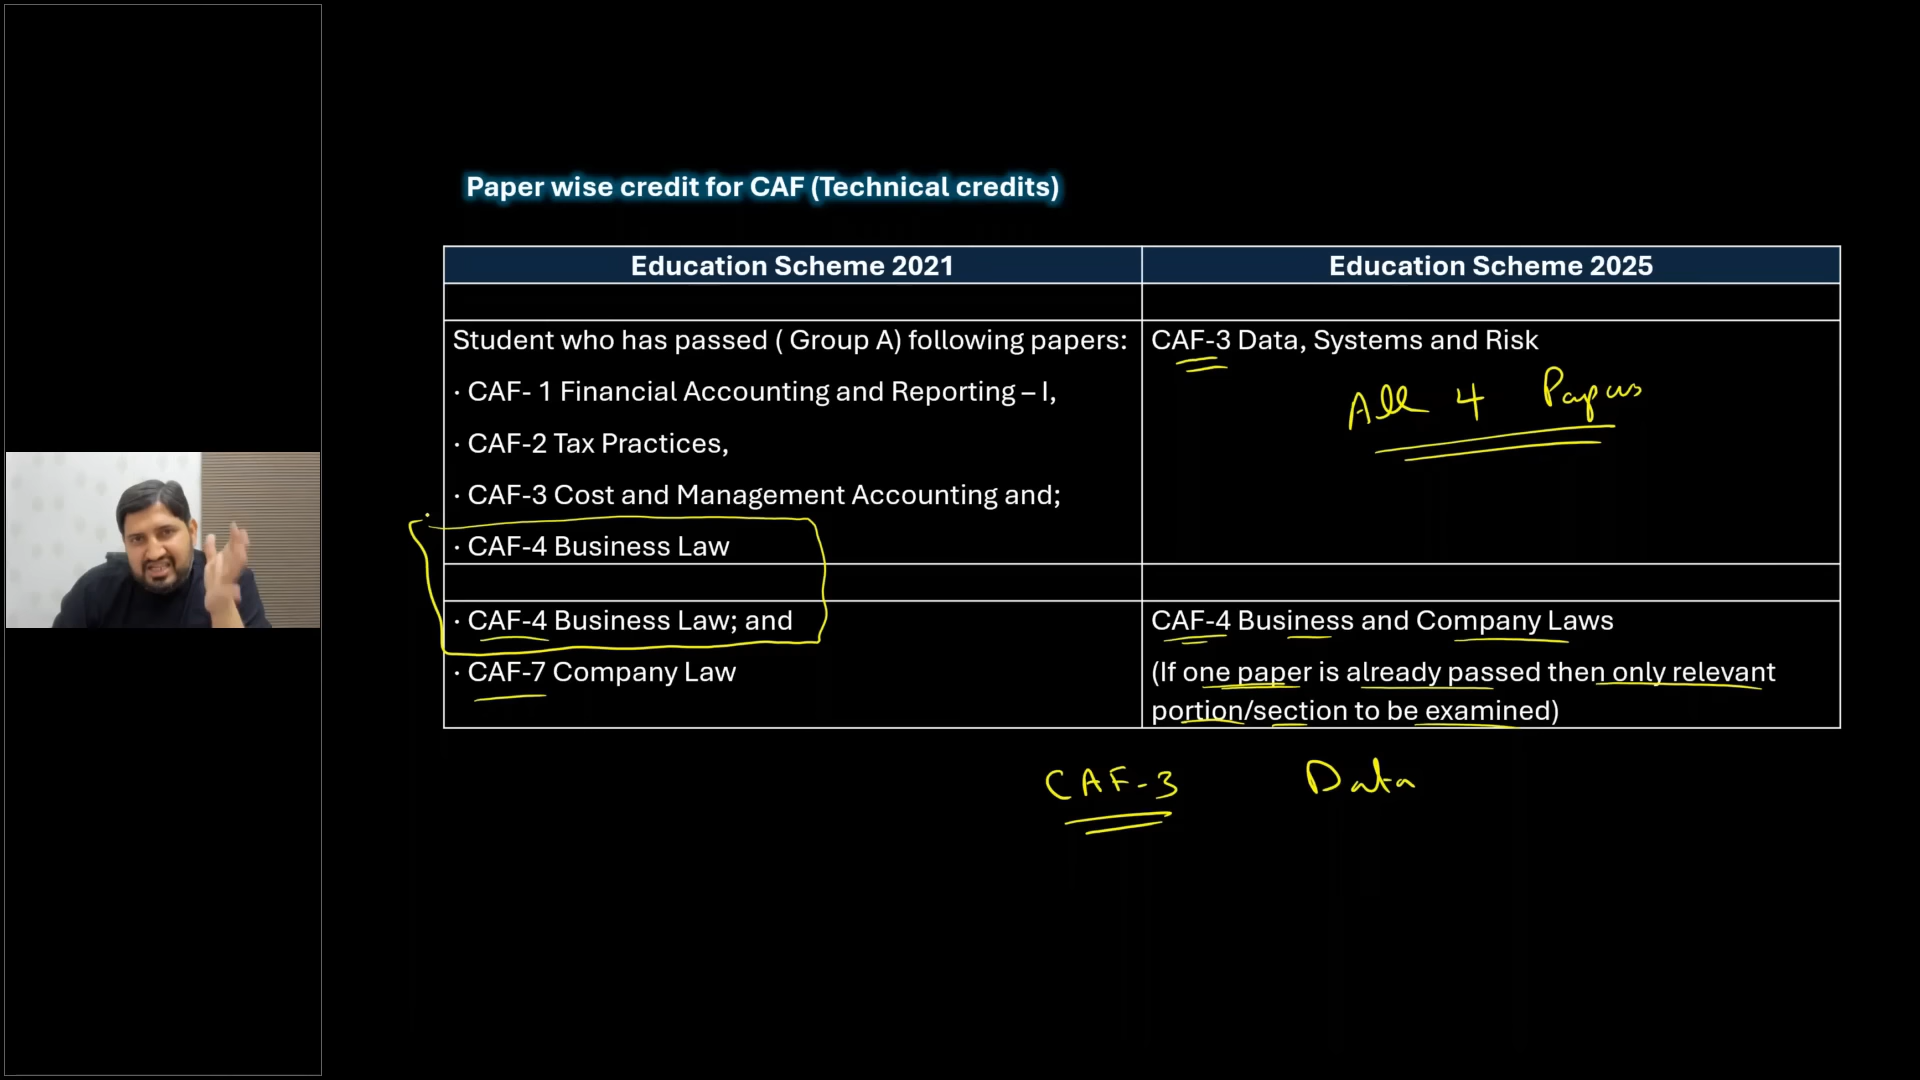 Paper wise credit for CAF (Technical credits)
Education Scheme 2021
Education Scheme 2025
Student who has passed ( Group A) following papers:
· CAF- 1 Financial Accounting and Reporting – I,
· CAF-2 Tax Practices,
· CAF-3 Cost and Management Accounting and;
· CAF-4 Business Law
CAF-3 Data, Systems and Risk
All 4 Papers
· CAF-4 Business Law; and
· CAF-7 Company Law
CAF-4 Business and Company Laws
(If one paper is already passed then only relevant
portion/section to be examined)
CAF-3 Data